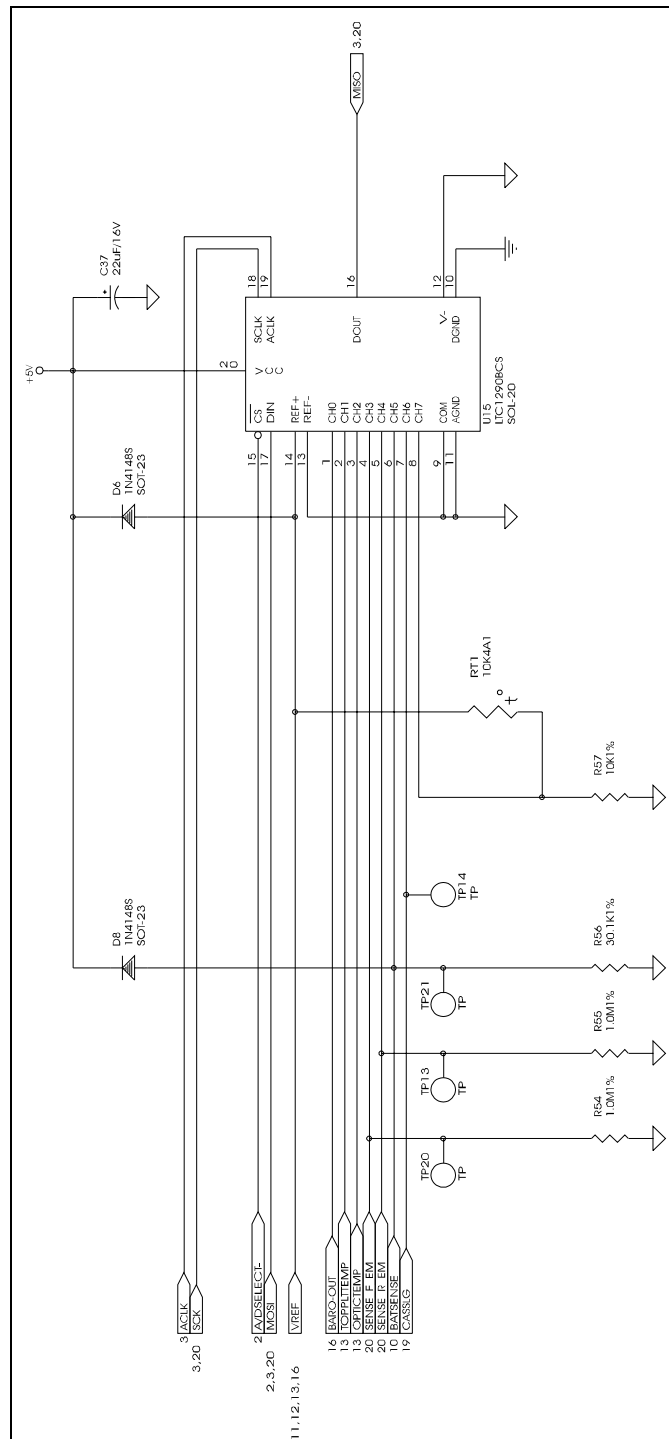 +5V
C37
22uF/16V
D6
1N4148S
SOT-23
D8
1N4148S
SOT-23
3 ACLK
SCK
3,20
2 A/DSELECT-
MOSI
2,3,20
VREF
11,12,13,16
16 BARO-OUT
13 TOPPLTTEMP
13 OPTICTEMP
20 SENSE_F_EM
20 SENSE_R_EM
10 BATSENSE
19 CASSLG
20
VCC
15 CS
17 DIN
14 REF+
13 REF-
1 CH0
2 CH1
3 CH2
4 CH3
5 CH4
6 CH5
7 CH6
8 CH7
9 COM
11 AGND
SCLK 18
ACLK 19
DOUT 16
V- 12
DGND 10
MISO 3,20
U15
LTC1290BCS
SOL-20
TP20
TP
TP13
TP
TP21
TP
TP14
TP
RT1
10K4A1
t
R54
1.0M1%
R55
1.0M1%
R56
30.1K1%
R57
10K1%